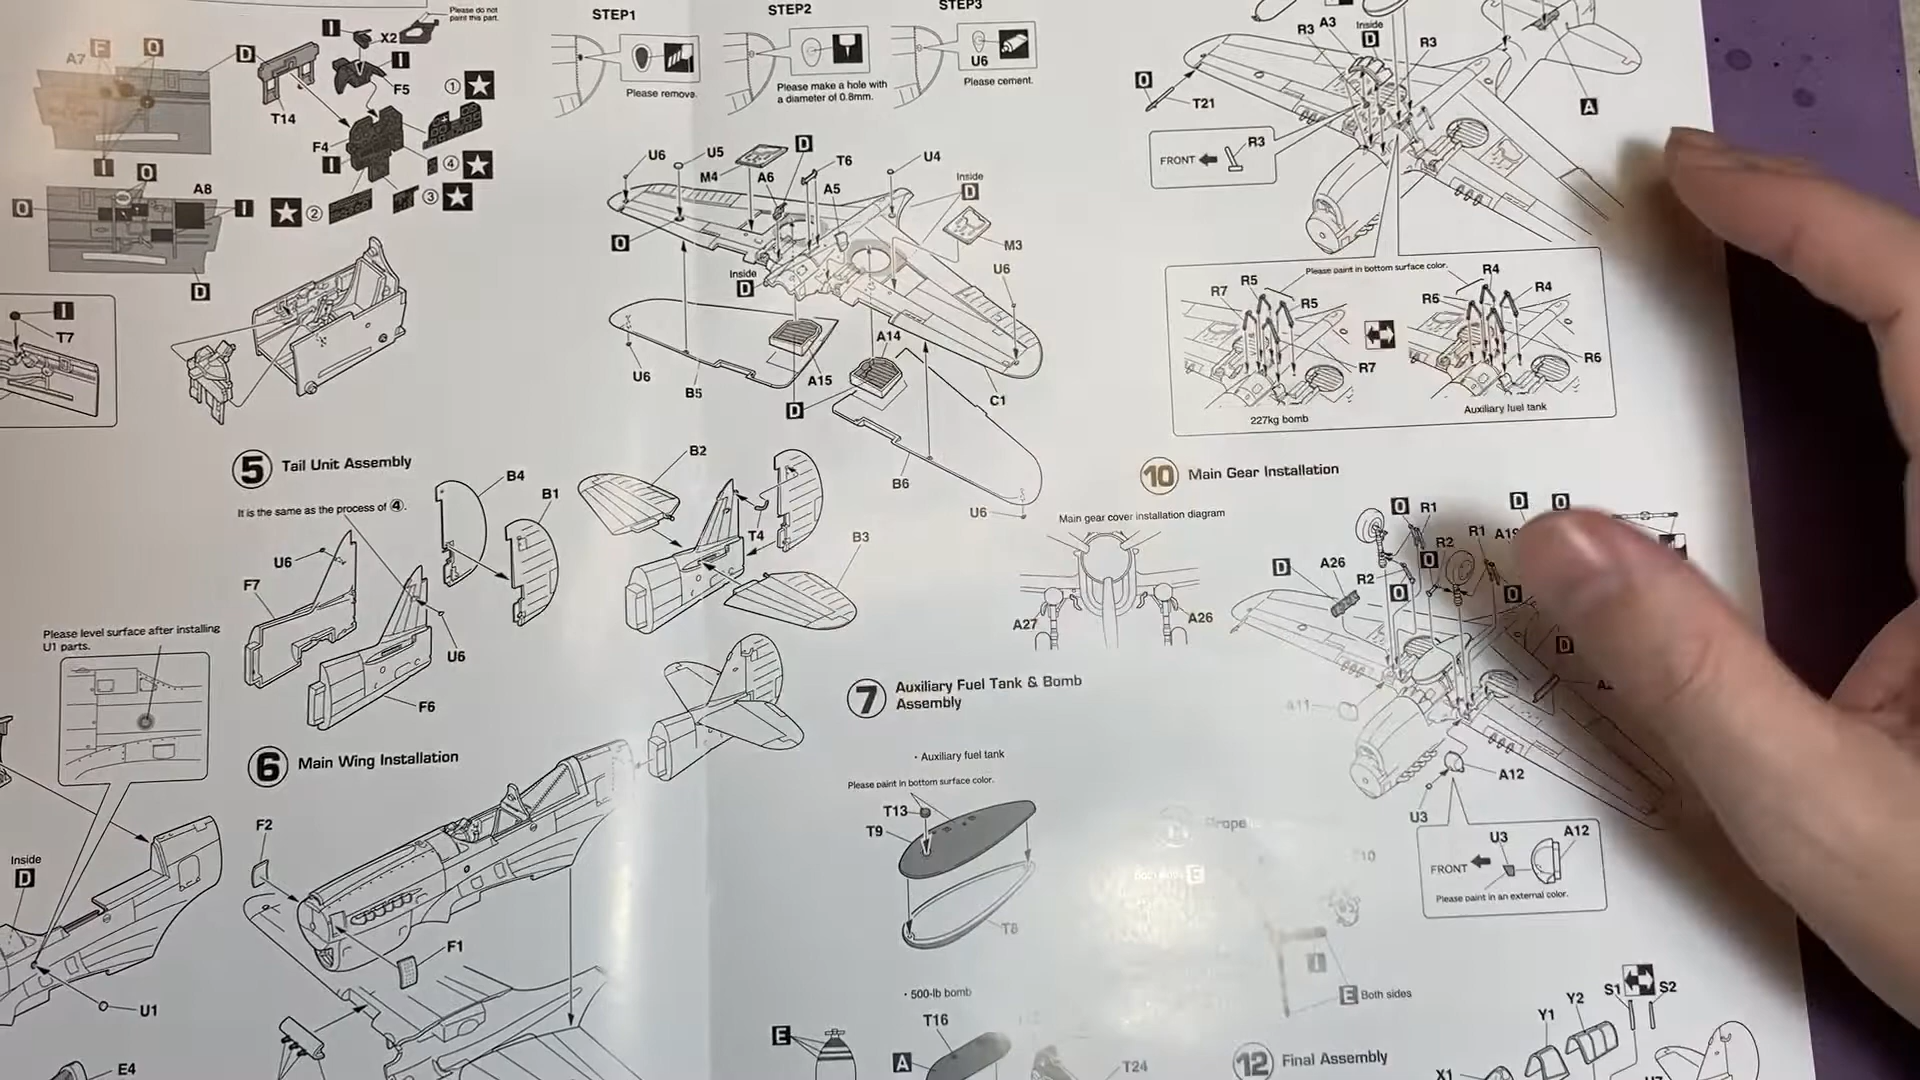 Please do not
paint this part.
I
X2
I
F5
A7
F
O
D
T14
①
F4
I
④
③
②
I
O
O
A8
I
D
I
T7
STEP1
Please remove.
STEP2
Please make a hole with
a diameter of 0.8mm.
STEP3
U6
Please cement.
U6
U5
M4
D
A6
T6
A5
U4
Inside
D
M3
U6
O
Inside
D
U6
B5
A15
A14
D
C1
B6
U6
5 Tail Unit Assembly
It is the same as the process of ④.
B4
B1
U6
F7
U6
F6
B2
T4
B3
Please level surface after installing
U1 parts.
Inside
D
U1
E4
6 Main Wing Installation
F2
F1
7 Auxiliary Fuel Tank & Bomb
Assembly
・Auxiliary fuel tank
Please paint in bottom surface color.
T13
T9
T8
・500-lb bomb
E
T16
A
T24
R3
A3
Inside
D
R3
O
T21
A
FRONT
R3
Please paint in bottom surface color.
R7
R5
R5
R7
227kg bomb
R4
R6
R4
R6
Auxiliary fuel tank
10 Main Gear Installation
Main gear cover installation diagram
A27
A26
O
R1
D
O
R1
R2
O
D
A26
R2
O
O
D
A11
A12
U3
U3
A12
FRONT
Please paint in an external color.
E
I
E Both sides
12 Final Assembly
S1
S2
Y2
Y1
X1